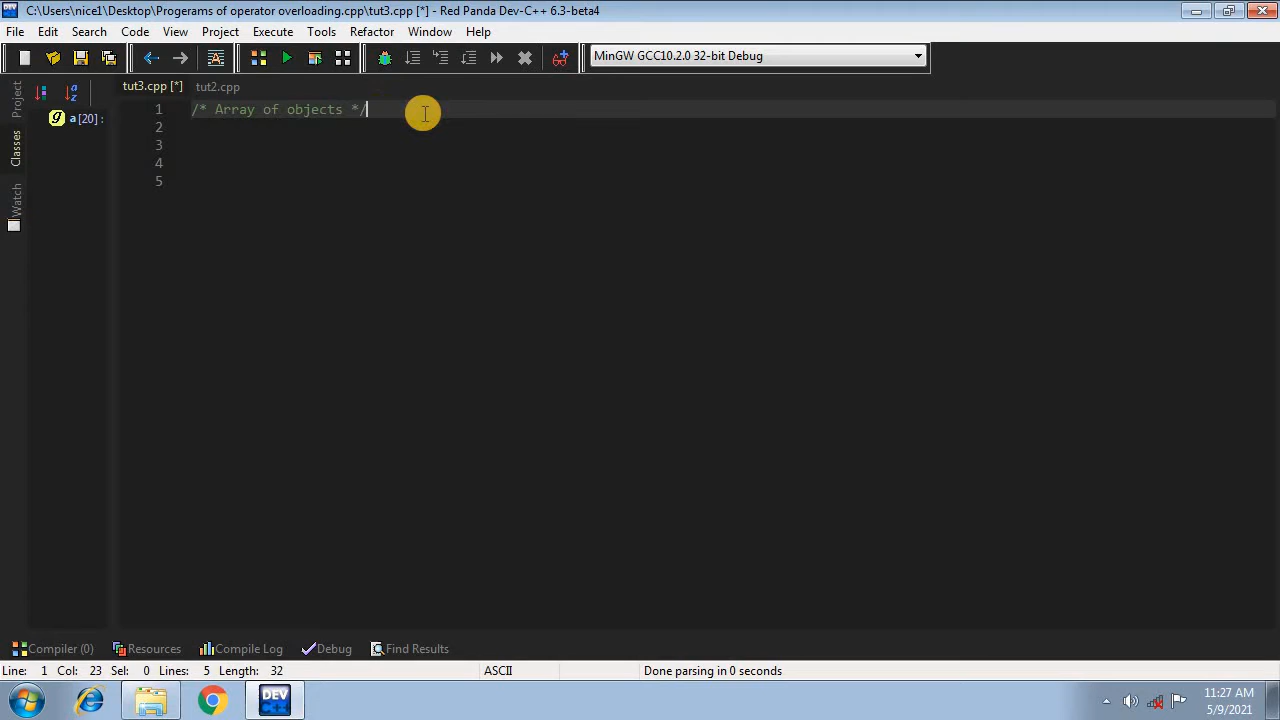 C:\Users\nice1\Desktop\Progerams of operator overloading.cpp\tut3.cpp [*] - Red Panda Dev-C++ 6.3-beta4
File Edit Search Code View Project Execute Tools Refactor Window Help
MinGW GCC10.2.0 32-bit Debug
Project
Classes
Watch
tut3.cpp [*] tut2.cpp
a[20] :
1 /* Array of objects */
2
3
4
5
Compiler (0) Resources Compile Log Debug Find Results
Line: 1 Col: 23 Sel: 0 Lines: 5 Length: 32 ASCII Done parsing in 0 seconds
DEV C++
11:27 AM
5/9/2021